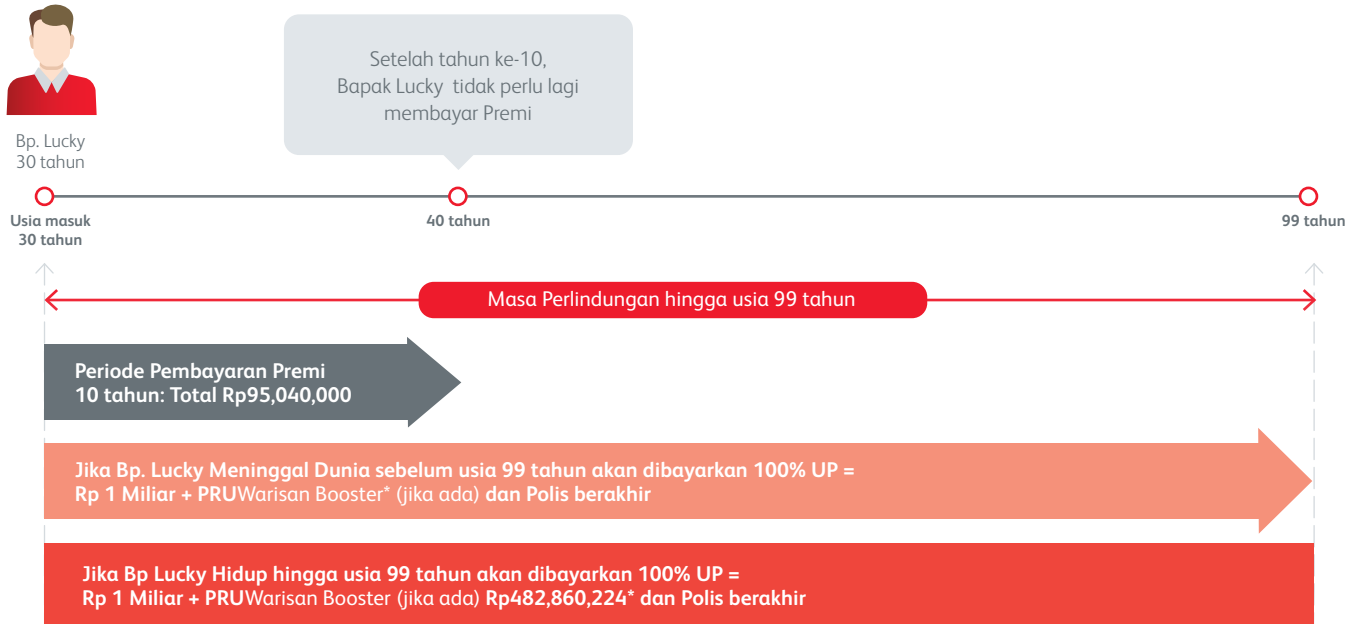 Setelah tahun ke-10,
Bapak Lucky tidak perlu lagi
membayar Premi
Bp. Lucky
30 tahun
Usia masuk
30 tahun
40 tahun
99 tahun
Masa Perlindungan hingga usia 99 tahun
Periode Pembayaran Premi
10 tahun: Total Rp95,040,000
Jika Bp. Lucky Meninggal Dunia sebelum usia 99 tahun akan dibayarkan 100% UP =
Rp 1 Miliar + PRUWarisan Booster* (jika ada) dan Polis berakhir
Jika Bp Lucky Hidup hingga usia 99 tahun akan dibayarkan 100% UP =
Rp 1 Miliar + PRUWarisan Booster (jika ada) Rp482,860,224* dan Polis berakhir